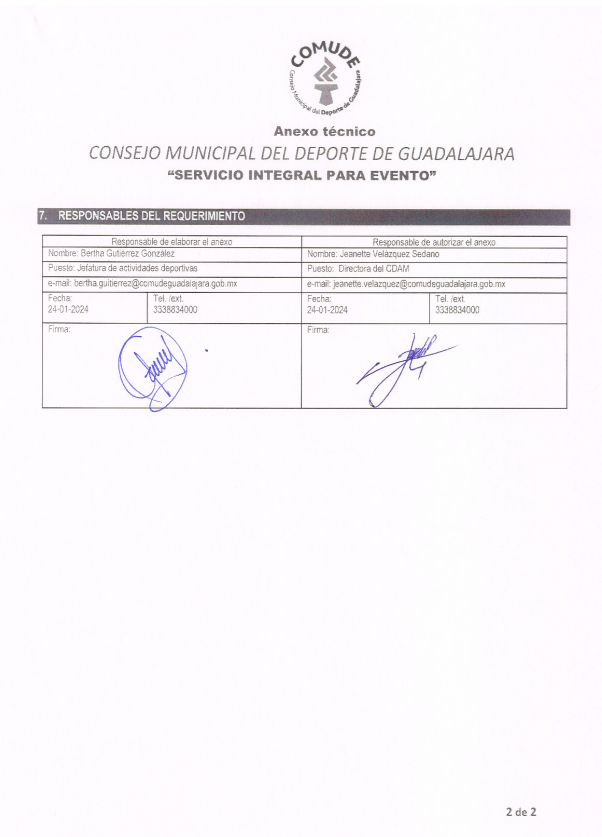 COMUDE
Consejo Municipal del Deporte de Guadalajara
Anexo técnico
CONSEJO MUNICIPAL DEL DEPORTE DE GUADALAJARA
“SERVICIO INTEGRAL PARA EVENTO”
7. RESPONSABLES DEL REQUERIMIENTO
Responsable de elaborar el anexo
Responsable de autorizar el anexo
Nombre: Bertha Gutiérrez González
Nombre: Jeanette Velázquez Sedano
Puesto: Jefatura de actividades deportivas
Puesto: Directora del CDAM
e-mail: bertha.guitierrez@comudeguadalajara.gob.mx
e-mail: jeanette.velazquez@comudeguadalajara.gob.mx
Fecha:
24-01-2024
Tel. /ext.
3338834000
Fecha:
24-01-2024
Tel. /ext.
3338834000
Firma:
Firma:
2 de 2